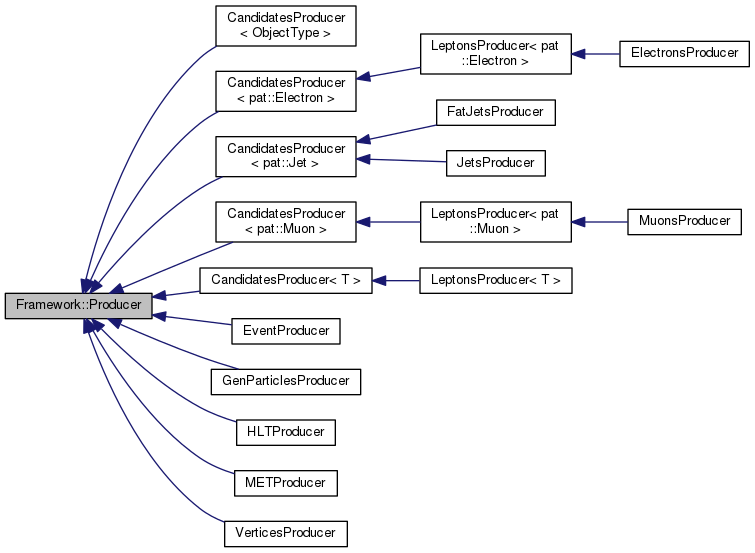 CandidatesProducer
< ObjectType >
LeptonsProducer< pat
::Electron >
ElectronsProducer
CandidatesProducer
< pat::Electron >
FatJetsProducer
CandidatesProducer
< pat::Jet >
JetsProducer
CandidatesProducer
< pat::Muon >
LeptonsProducer< pat
::Muon >
MuonsProducer
CandidatesProducer< T >
LeptonsProducer< T >
Framework::Producer
EventProducer
GenParticlesProducer
HLTProducer
METProducer
VerticesProducer